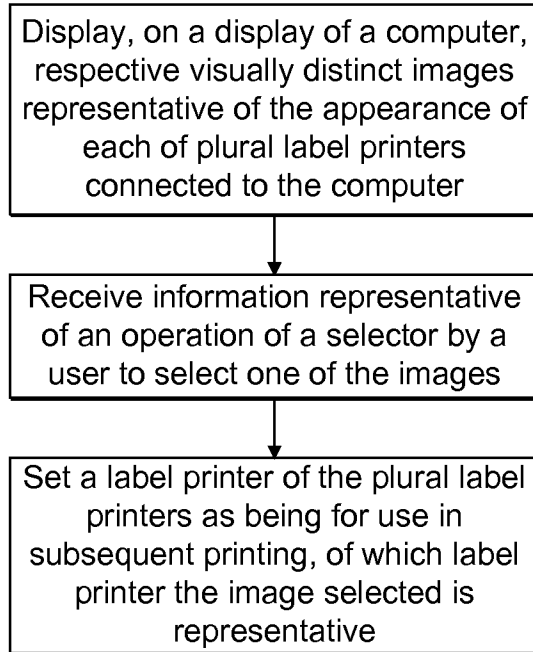 Display, on a display of a computer,
respective visually distinct images
representative of the appearance of
each of plural label printers
connected to the computer
Receive information representative
of an operation of a selector by a
user to select one of the images
Set a label printer of the plural label
printers as being for use in
subsequent printing, of which label
printer the image selected is
representative